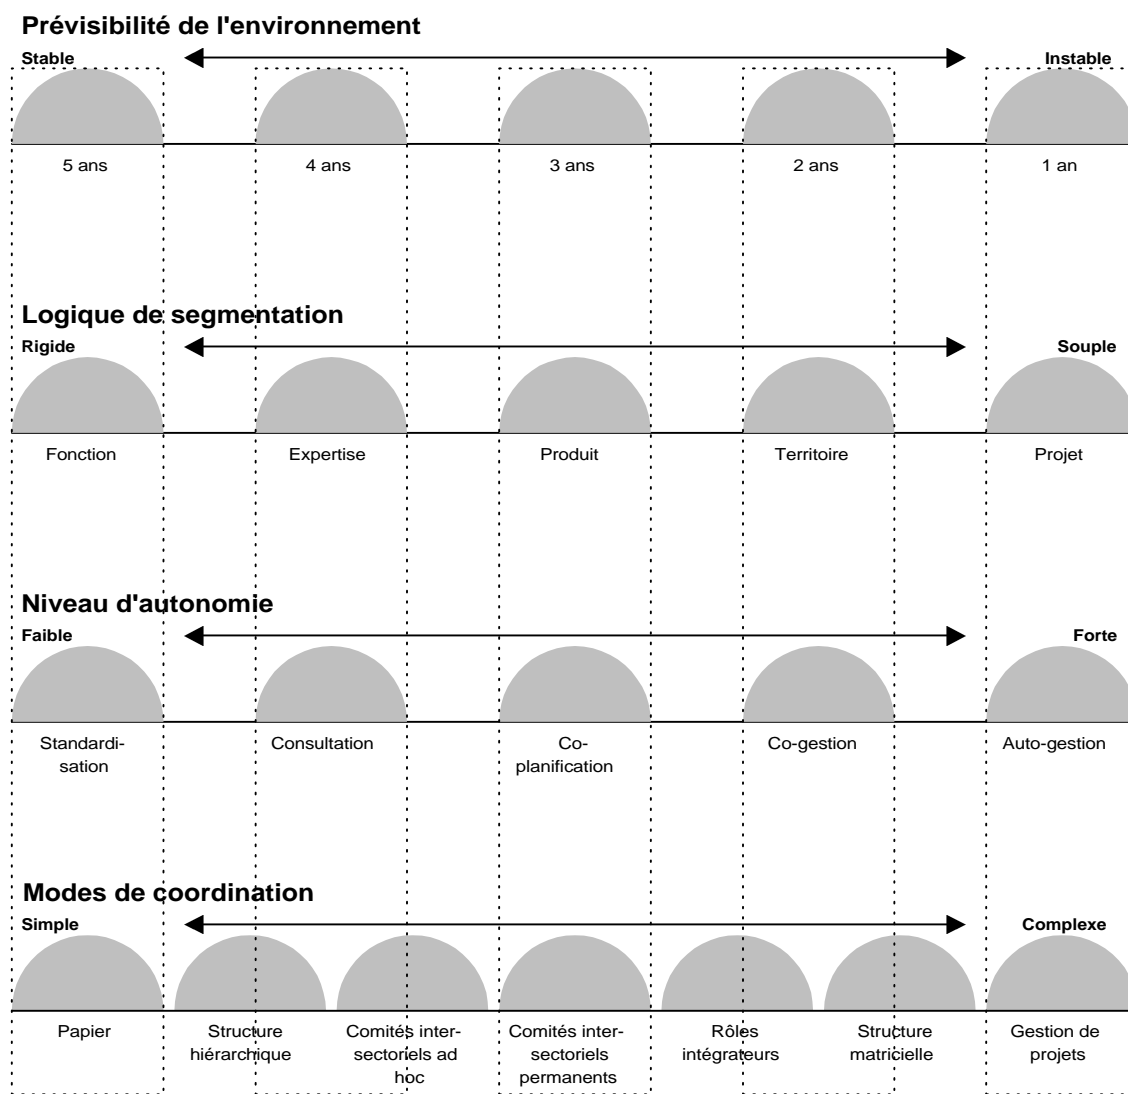 Prévisibilité de l'environnement
Stable Instable
5 ans 4 ans 3 ans 2 ans 1 an
Logique de segmentation
Rigide Souple
Fonction Expertise Produit Territoire Projet
Niveau d'autonomie
Faible Forte
Standardi- Consultation Co- Co-gestion Auto-gestion
sation planification
Modes de coordination
Simple Complexe
Papier Structure Comités inter- Comités inter- Rôles Structure Gestion de
hiérarchique sectoriels ad sectoriels intégrateurs matricielle projets
hoc permanents